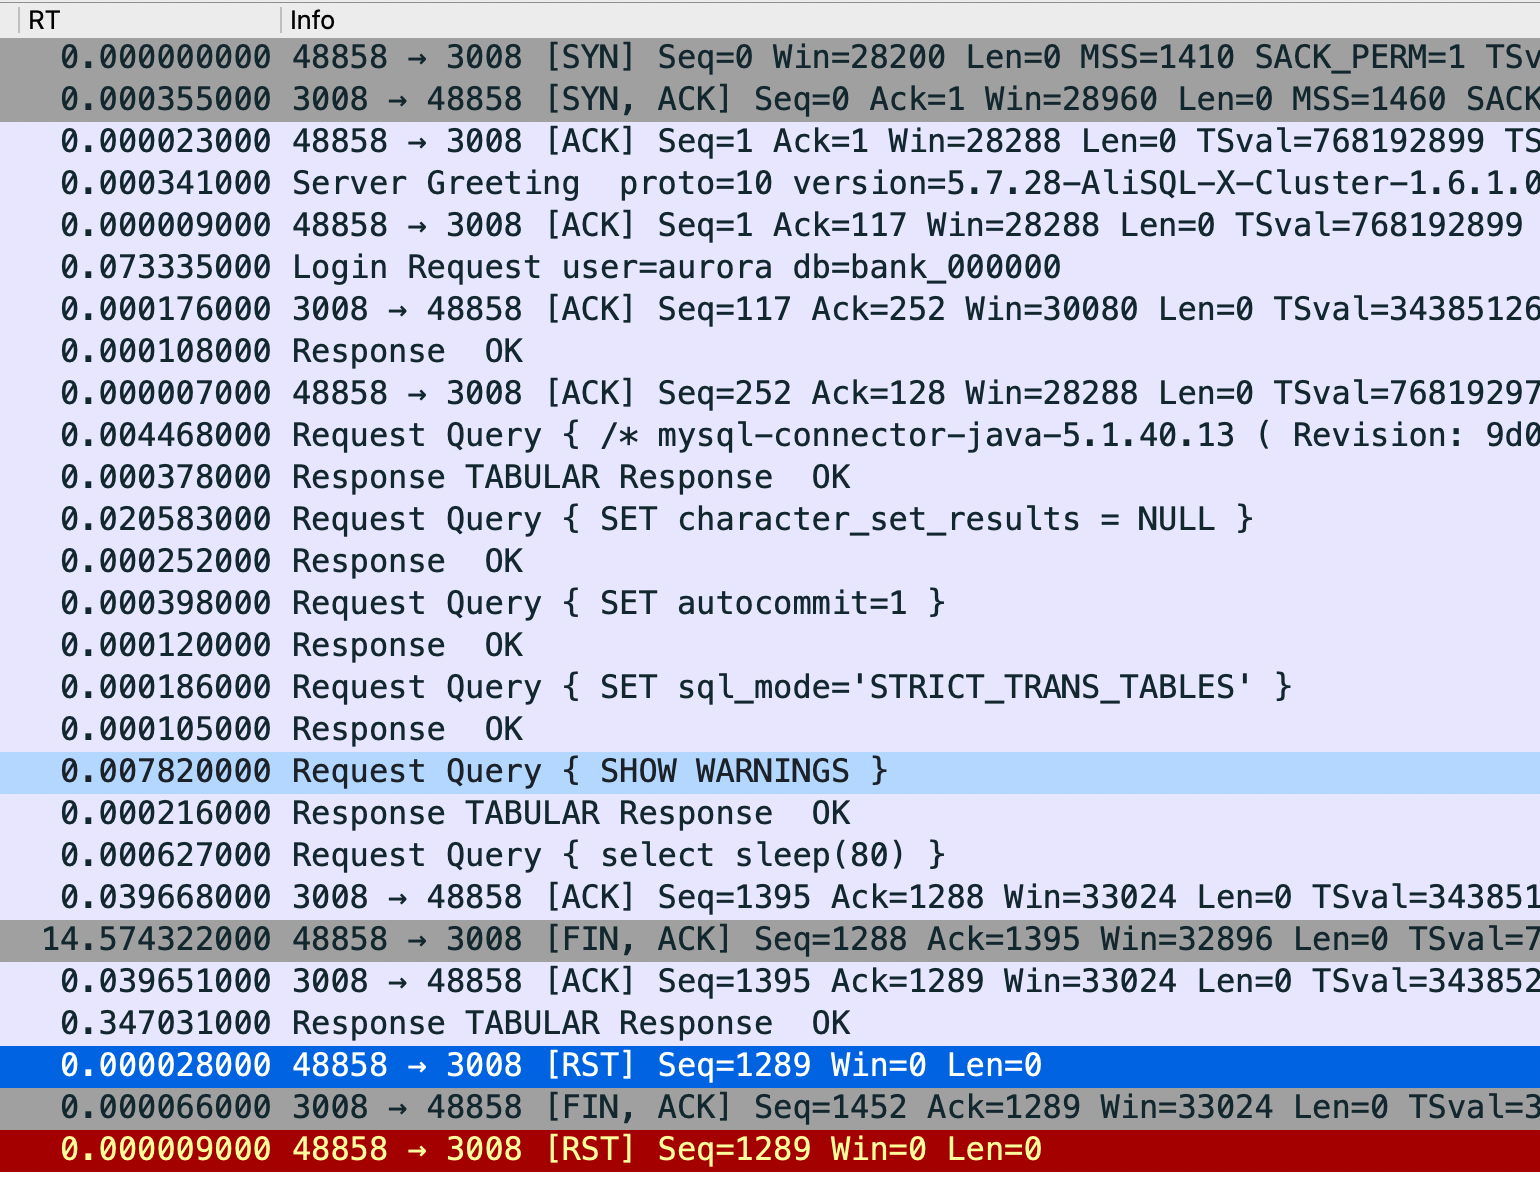 RT Info
0.000000000 48858 → 3008 [SYN] Seq=0 Win=28200 Len=0 MSS=1410 SACK_PERM=1 TSv
0.000355000 3008 → 48858 [SYN, ACK] Seq=0 Ack=1 Win=28960 Len=0 MSS=1460 SACK
0.000023000 48858 → 3008 [ACK] Seq=1 Ack=1 Win=28288 Len=0 TSval=768192899 TS
0.000341000 Server Greeting  proto=10 version=5.7.28-AliSQL-X-Cluster-1.6.1.0
0.000009000 48858 → 3008 [ACK] Seq=1 Ack=117 Win=28288 Len=0 TSval=768192899
0.073335000 Login Request user=aurora db=bank_000000
0.000176000 3008 → 48858 [ACK] Seq=117 Ack=252 Win=30080 Len=0 TSval=34385126
0.000108000 Response  OK
0.000007000 48858 → 3008 [ACK] Seq=252 Ack=128 Win=28288 Len=0 TSval=76819297
0.004468000 Request Query { /* mysql-connector-java-5.1.40.13 ( Revision: 9d0
0.000378000 Response TABULAR Response  OK
0.020583000 Request Query { SET character_set_results = NULL }
0.000252000 Response  OK
0.000398000 Request Query { SET autocommit=1 }
0.000120000 Response  OK
0.000186000 Request Query { SET sql_mode='STRICT_TRANS_TABLES' }
0.000105000 Response  OK
0.007820000 Request Query { SHOW WARNINGS }
0.000216000 Response TABULAR Response  OK
0.000627000 Request Query { select sleep(80) }
0.039668000 3008 → 48858 [ACK] Seq=1395 Ack=1288 Win=33024 Len=0 TSval=343851
14.574322000 48858 → 3008 [FIN, ACK] Seq=1288 Ack=1395 Win=32896 Len=0 TSval=7
0.039651000 3008 → 48858 [ACK] Seq=1395 Ack=1289 Win=33024 Len=0 TSval=343852
0.347031000 Response TABULAR Response  OK
0.000028000 48858 → 3008 [RST] Seq=1289 Win=0 Len=0
0.000066000 3008 → 48858 [FIN, ACK] Seq=1452 Ack=1289 Win=33024 Len=0 TSval=3
0.000009000 48858 → 3008 [RST] Seq=1289 Win=0 Len=0